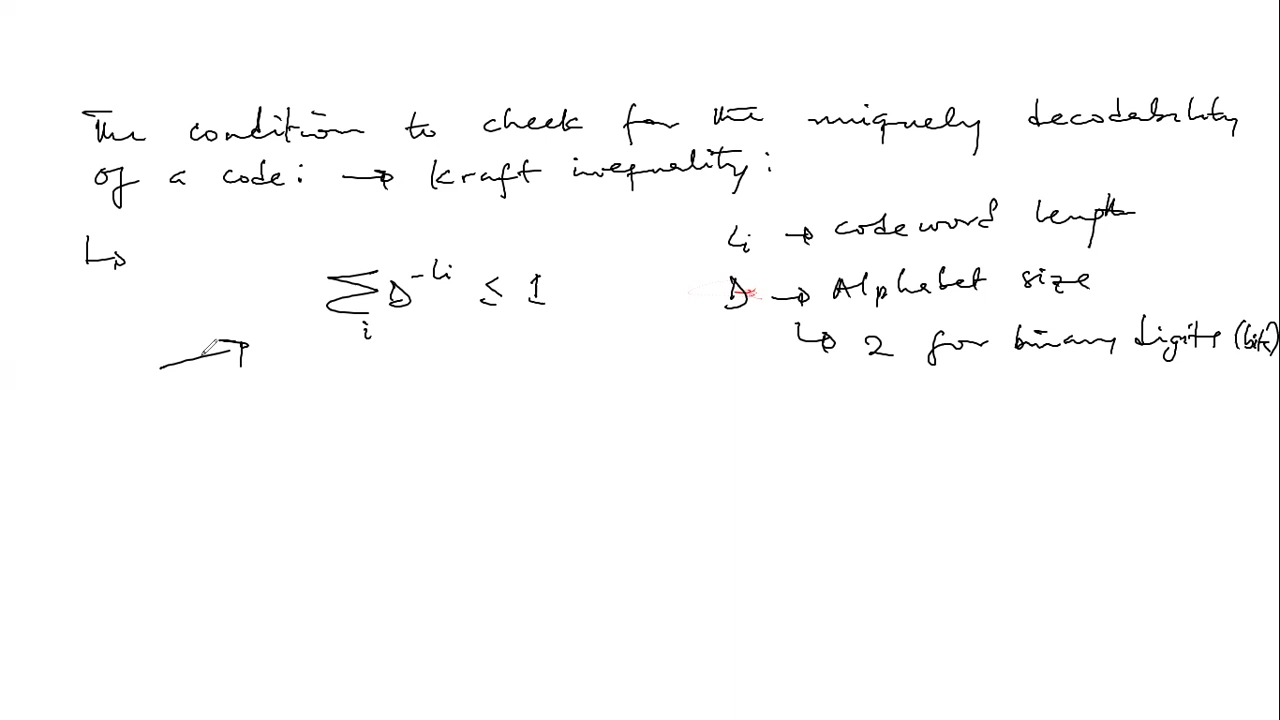 The condition to check for the uniquely decodability
of a code: → Kraft inequality:
Li → codeword length
↳
∑ D^-Li ≤ 1
i
D → Alphabet size
↳ 2 for binary digits (bits)
→